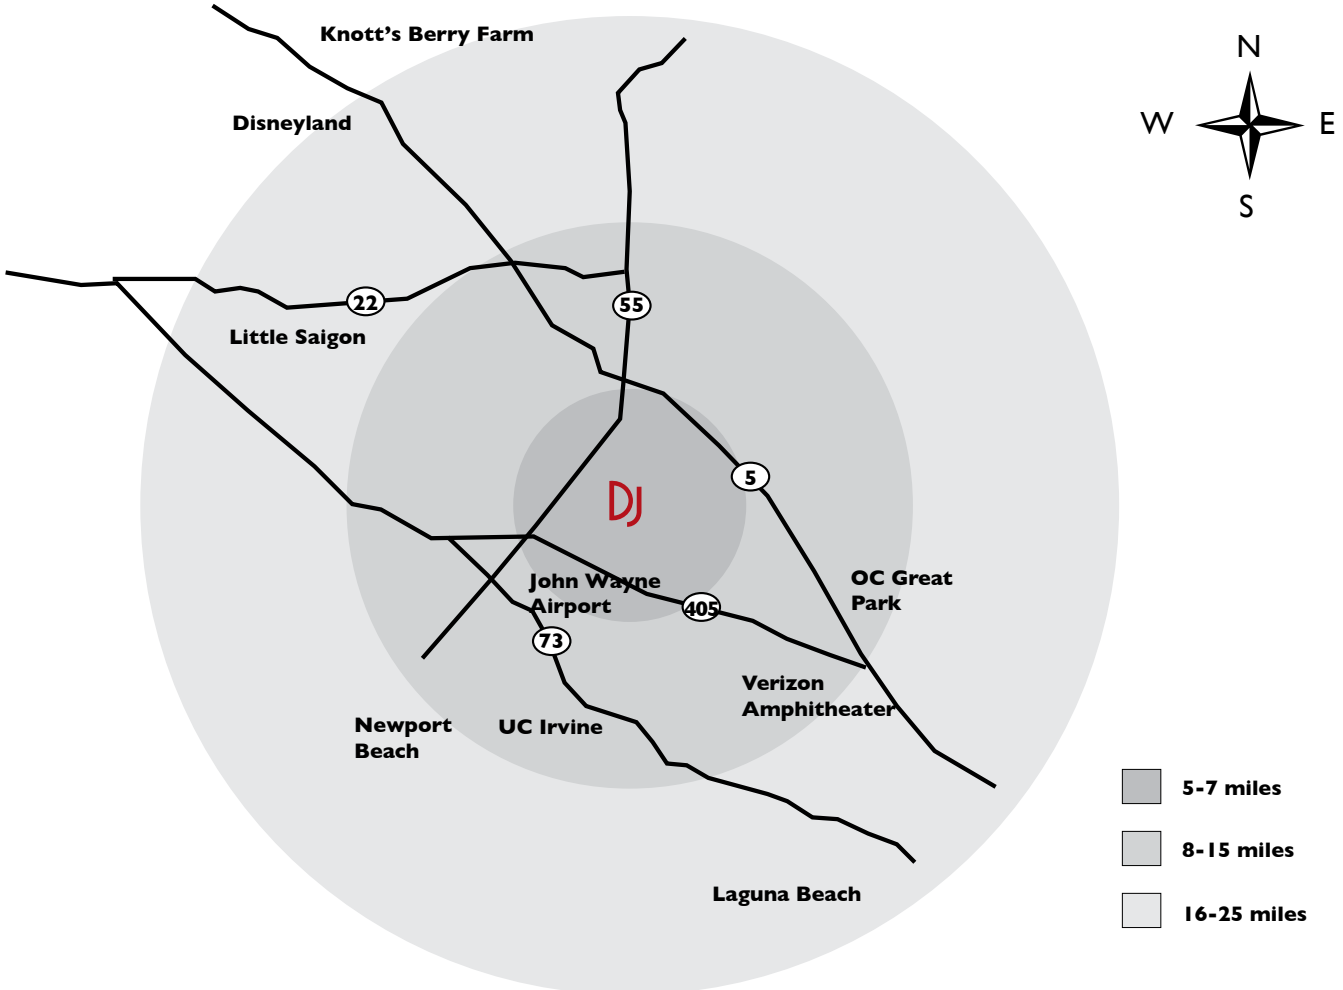 Knott's Berry Farm
N
Disneyland
W
E
S
22
55
Little Saigon
5
DJ
John Wayne
Airport
OC Great
Park
405
73
Verizon
Amphitheater
Newport
Beach
UC Irvine
5-7 miles
8-15 miles
Laguna Beach
16-25 miles